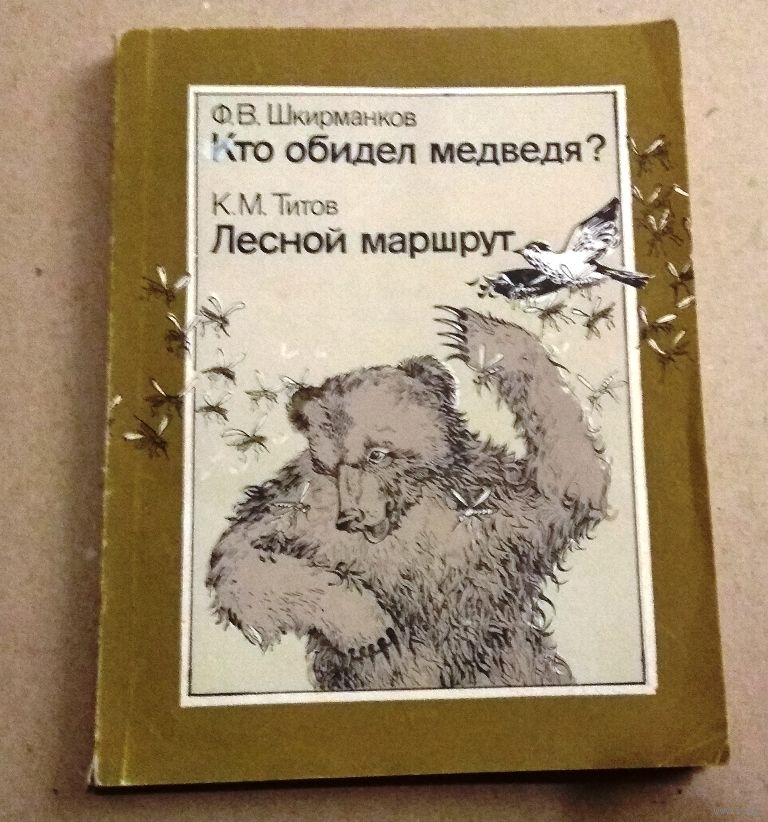 Ф.В. Шкирманков
Кто обидел медведя?
К.М. Титов
Лесной маршрут